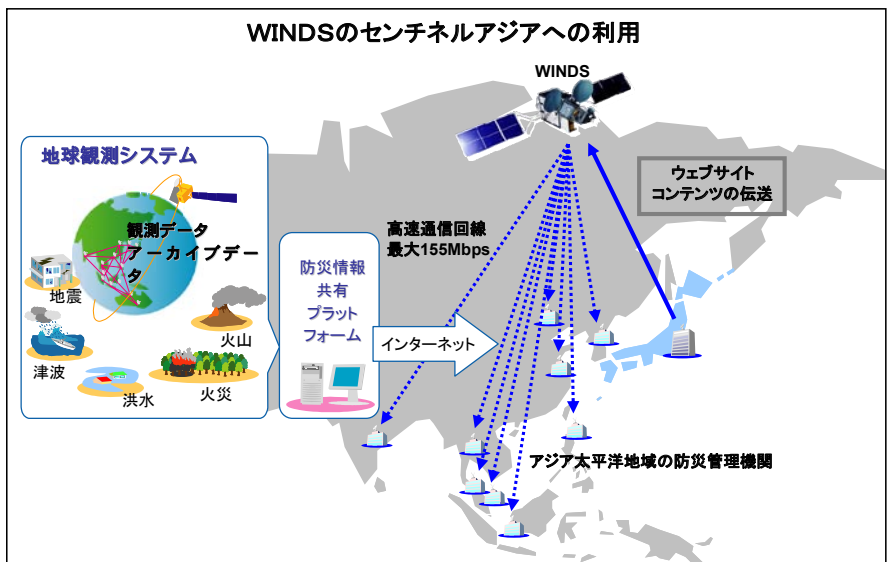 WINDSのセンチネルアジアへの利用
WINDS
地球観測システム
ウェブサイト
コンテンツの伝送
観測データ
アーカイブデー
タ
高速通信回線
最大155Mbps
地震
防災情報
共有
プラット
フォーム
火山
インターネット
津波
洪水
火災
アジア太平洋地域の防災管理機関